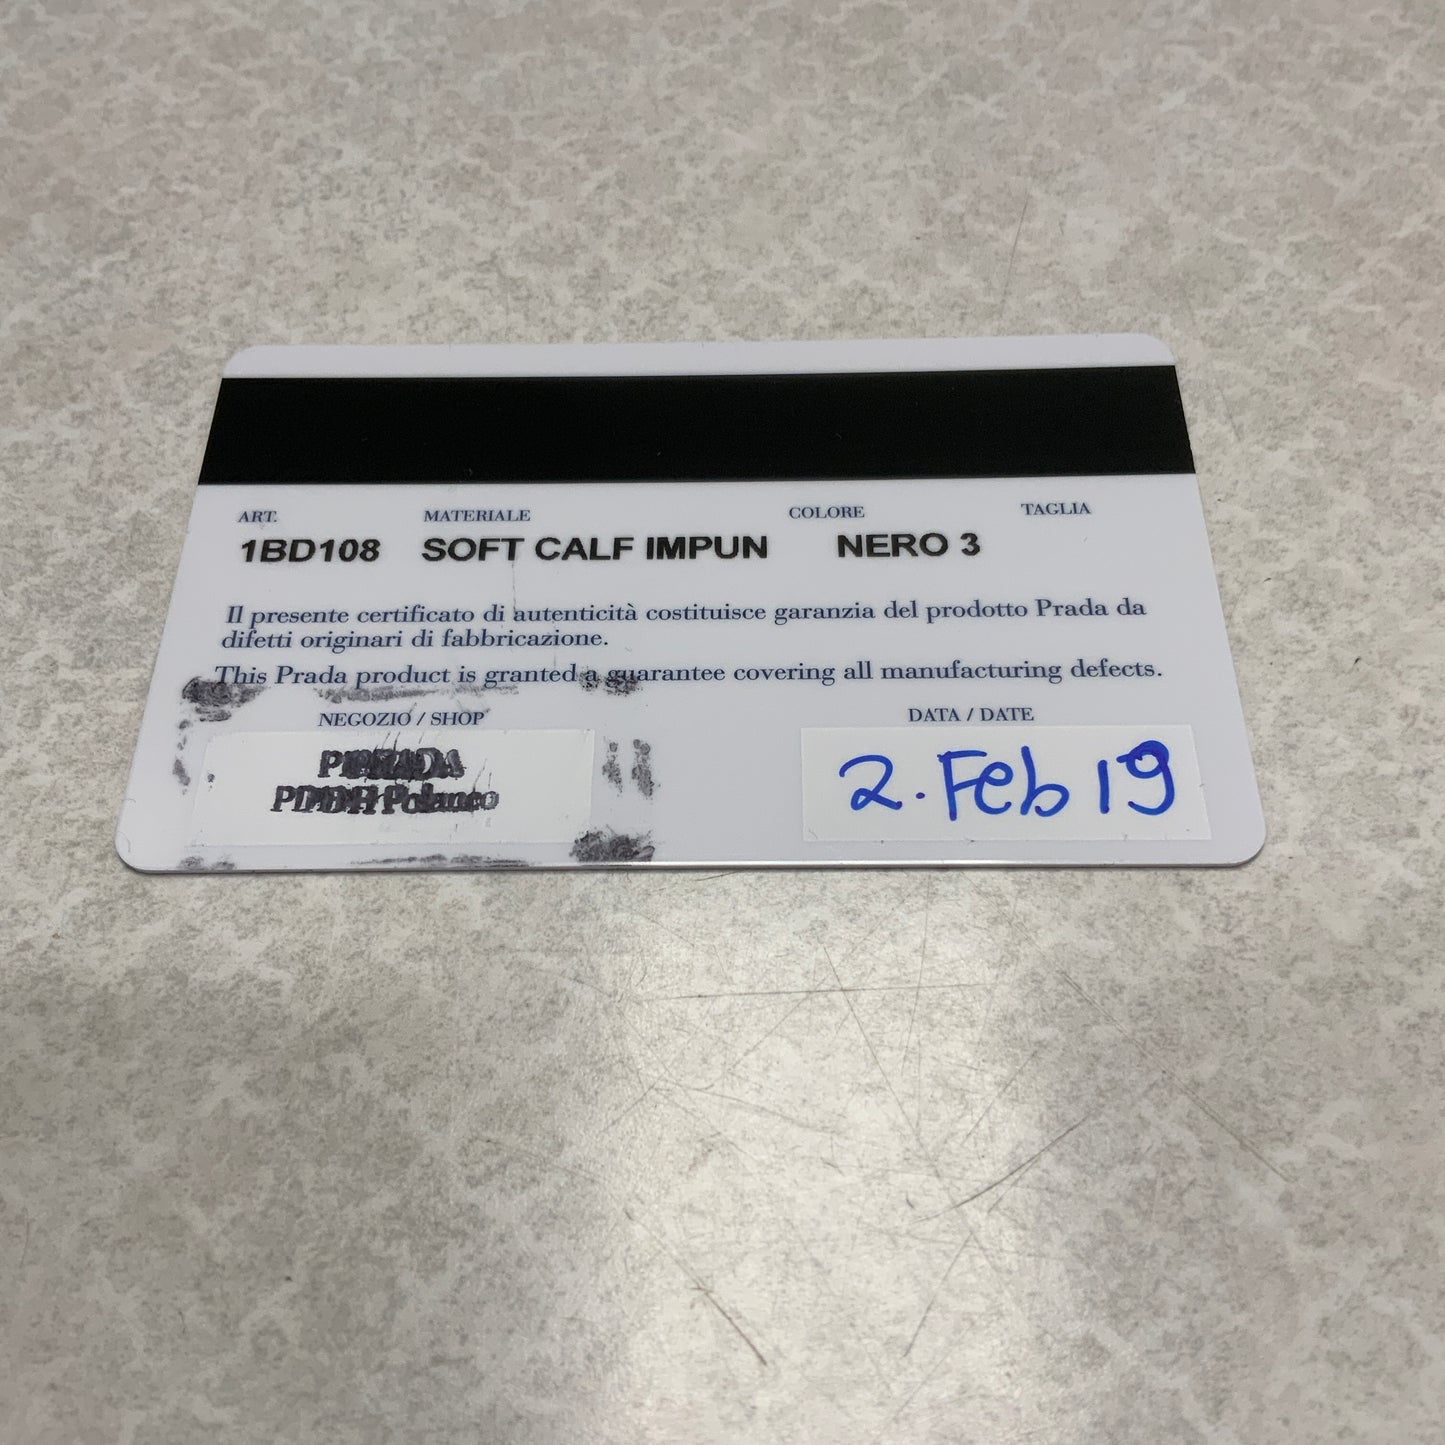 ART. MATERIALE COLORE TAGLIA
1BD108 SOFT CALF IMPUN NERO 3
Il presente certificato di autenticità costituisce garanzia del prodotto Prada da
difetti originari di fabbricazione.
This Prada product is granted a guarantee covering all manufacturing defects.
NEGOZIO / SHOP DATA / DATE
PRADA
Polanco
2. Feb 19